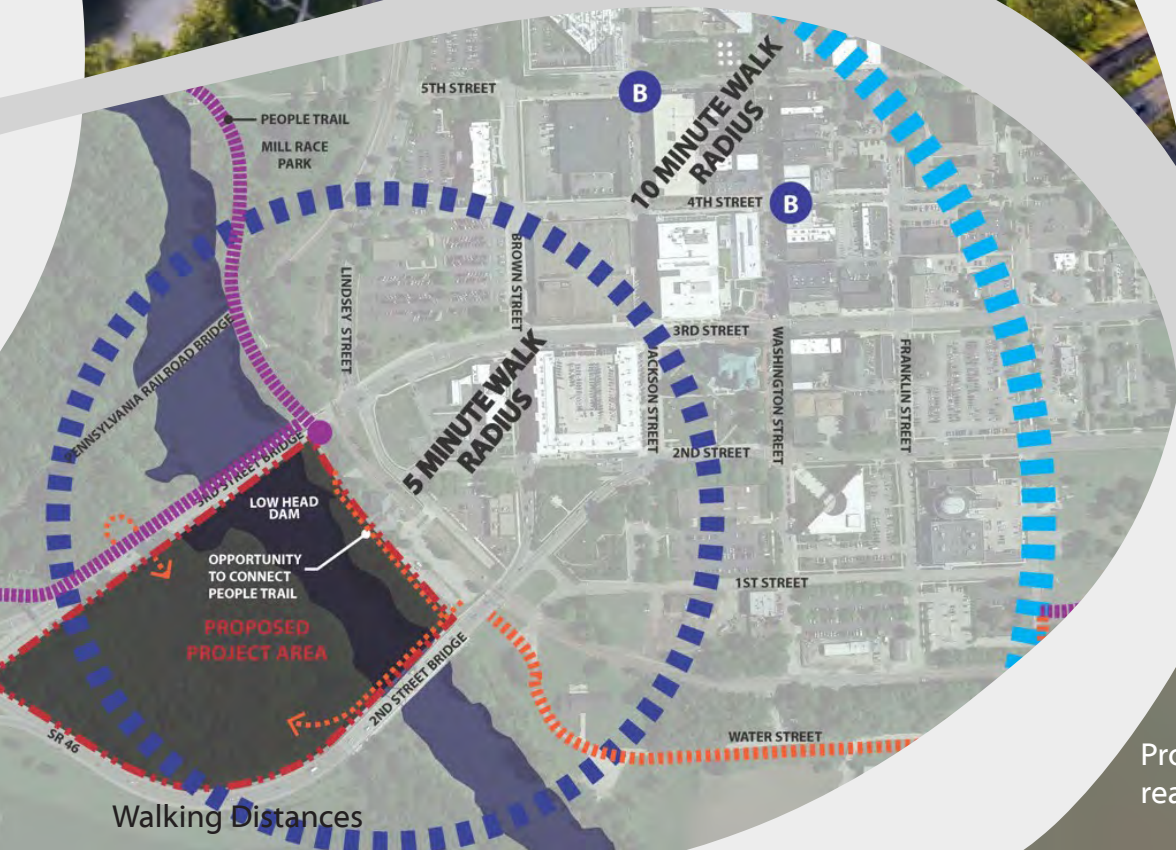 5TH STREET
B
PEOPLE TRAIL
MILL RACE
PARK
10 MINUTE WALK
RADIUS
4TH STREET
B
BROWN STREET
LINDSEY STREET
3RD STREET
PENNSYLVANIA RAILROAD BRIDGE
5 MINUTE WALK
RADIUS
JACKSON STREET
WASHINGTON STREET
FRANKLIN STREET
2ND STREET
3RD STREET BRIDGE
LOW HEAD
DAM
OPPORTUNITY
TO CONNECT
PEOPLE TRAIL
1ST STREET
PROPOSED
PROJECT AREA
2ND STREET BRIDGE
SR 46
WATER STREET
Walking Distances
Pro
rea